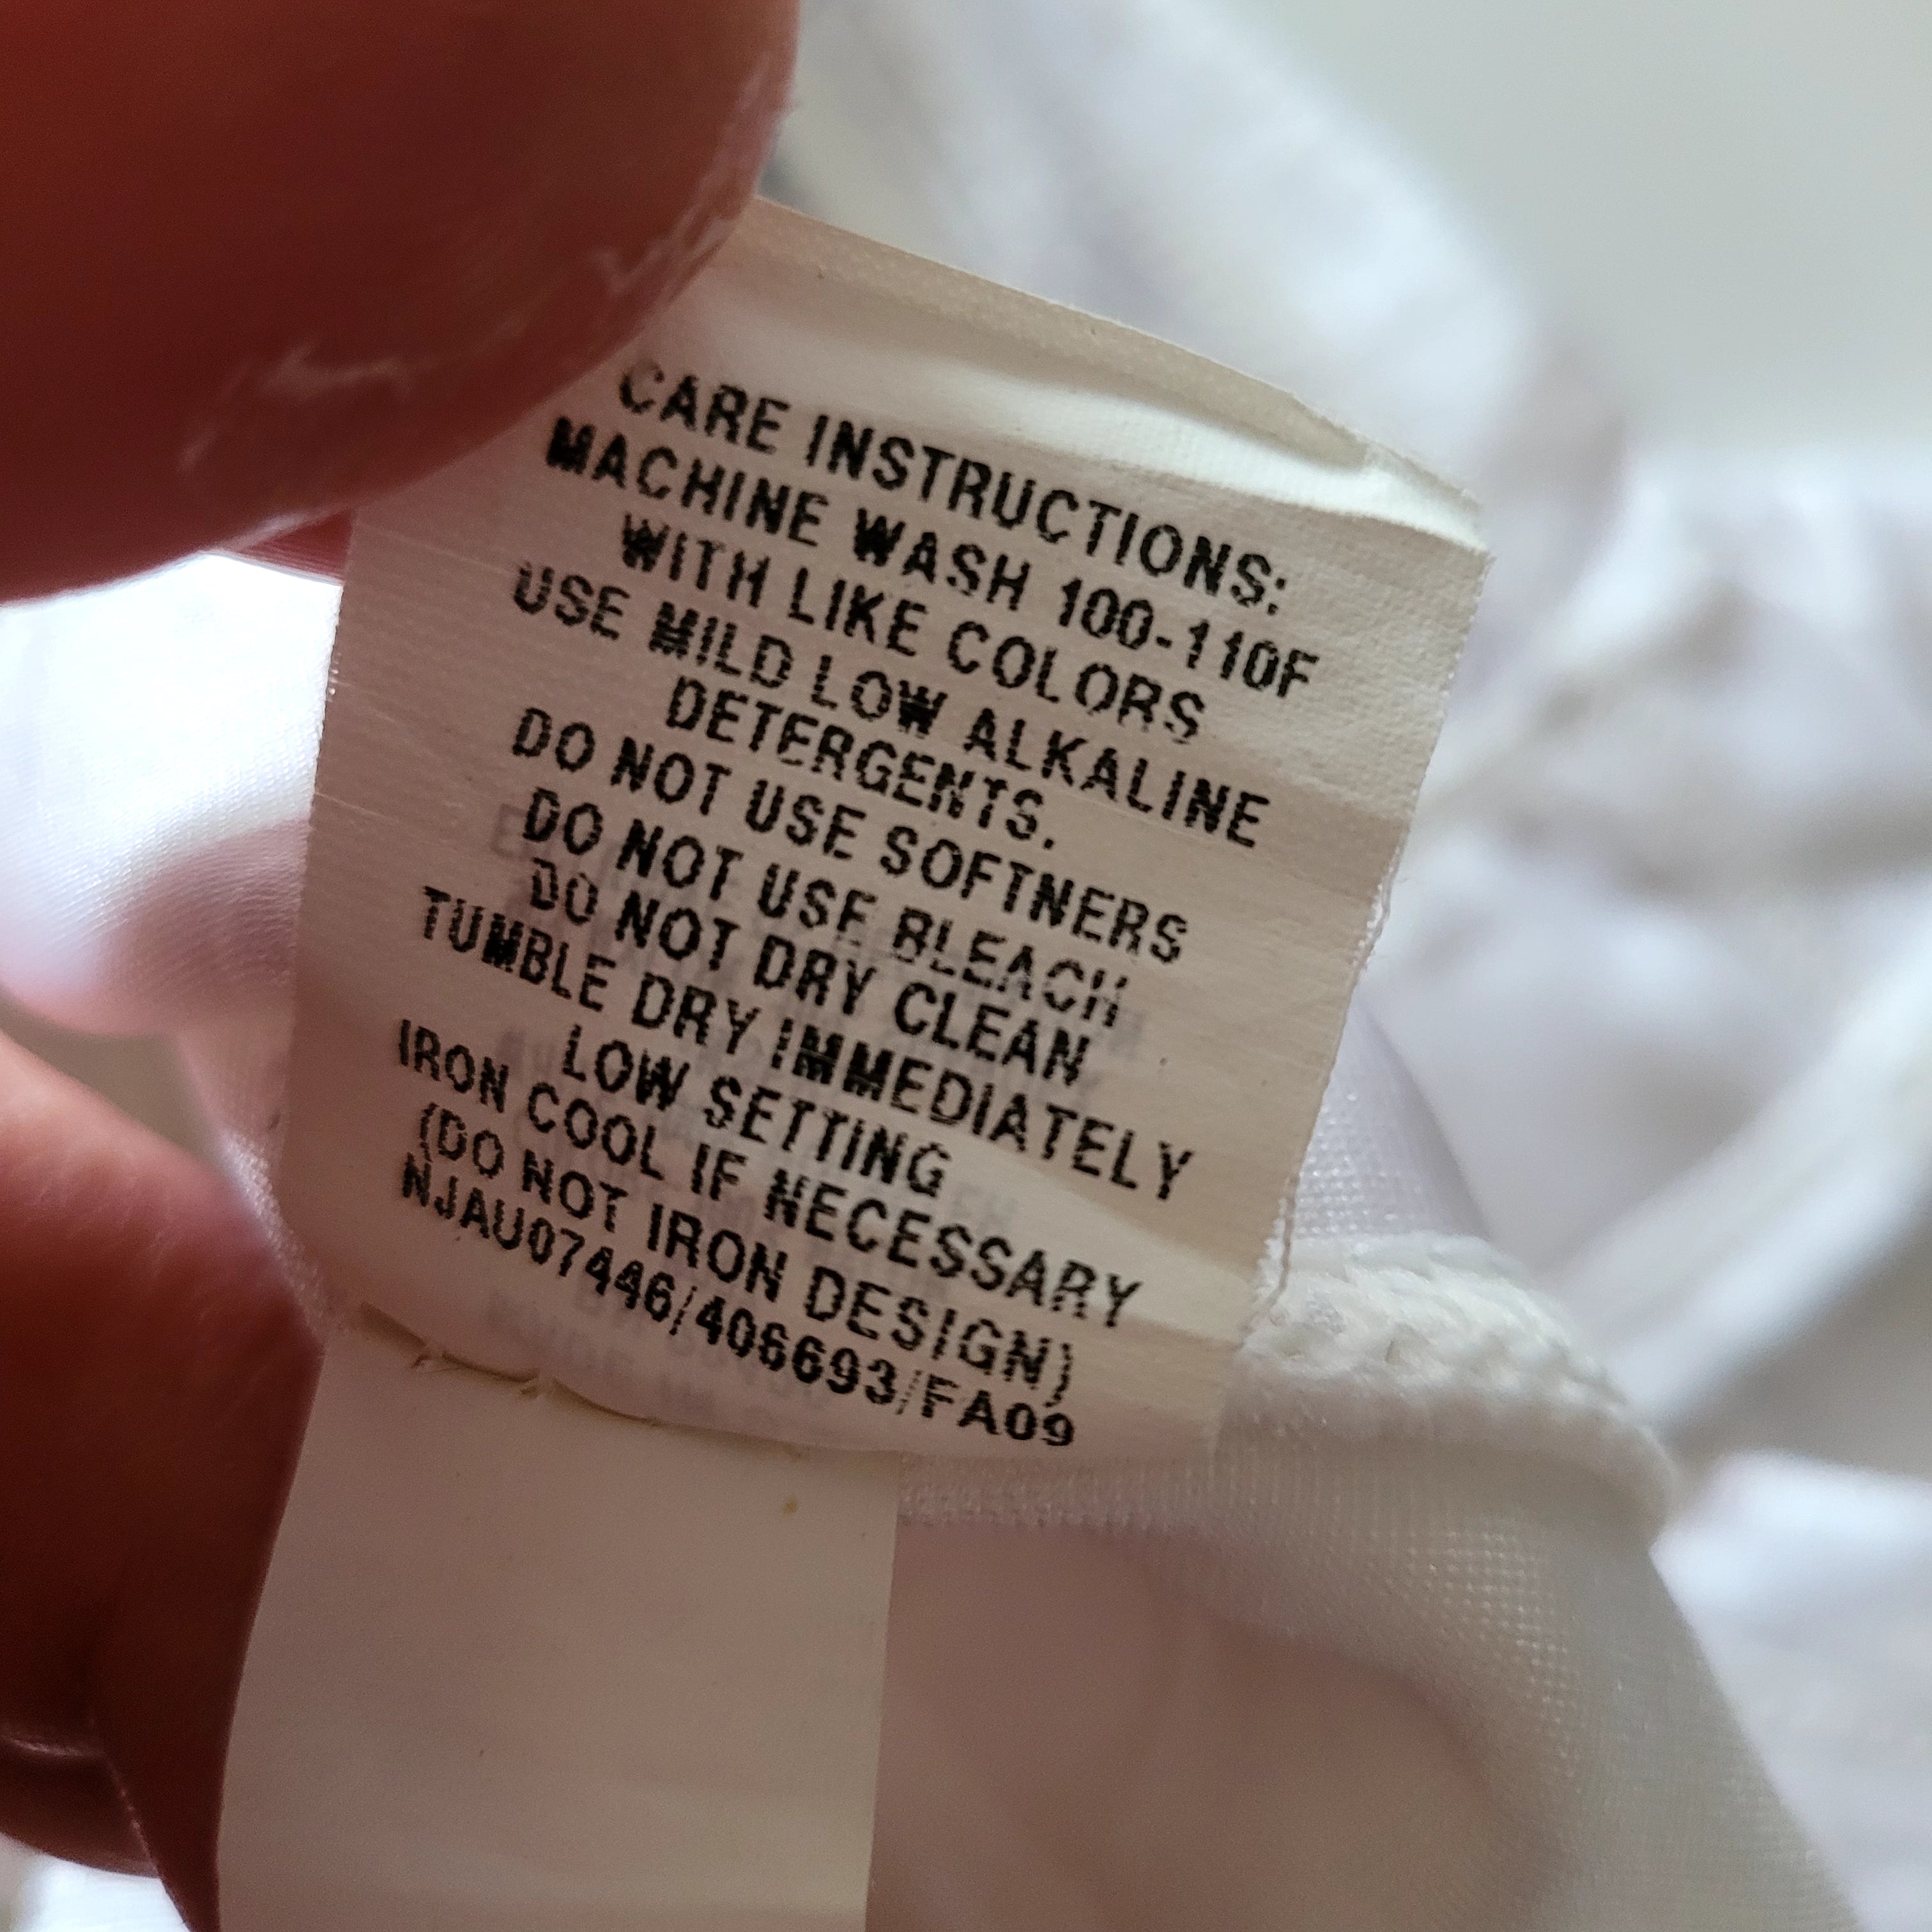 CARE INSTRUCTIONS:
MACHINE WASH 100-110F
WITH LIKE COLORS
USE MILD LOW ALKALINE
DETERGENTS.
DO NOT USE SOFTNERS
DO NOT USE BLEACH
DO NOT DRY CLEAN
TUMBLE DRY IMMEDIATELY
LOW SETTING
IRON COOL IF NECESSARY
(DO NOT IRON DESIGN)
NJAU07446/406693/FA09